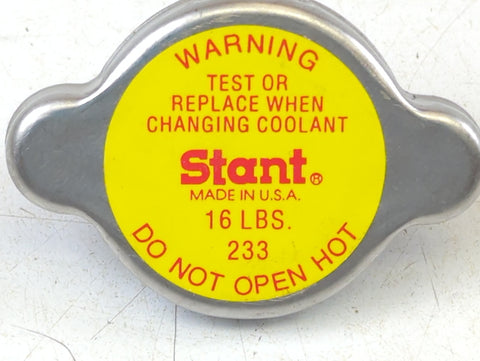 WARNING
TEST OR
REPLACE WHEN
CHANGING COOLANT
Stant®
MADE IN U.S.A.
16 LBS.
233
DO NOT OPEN HOT